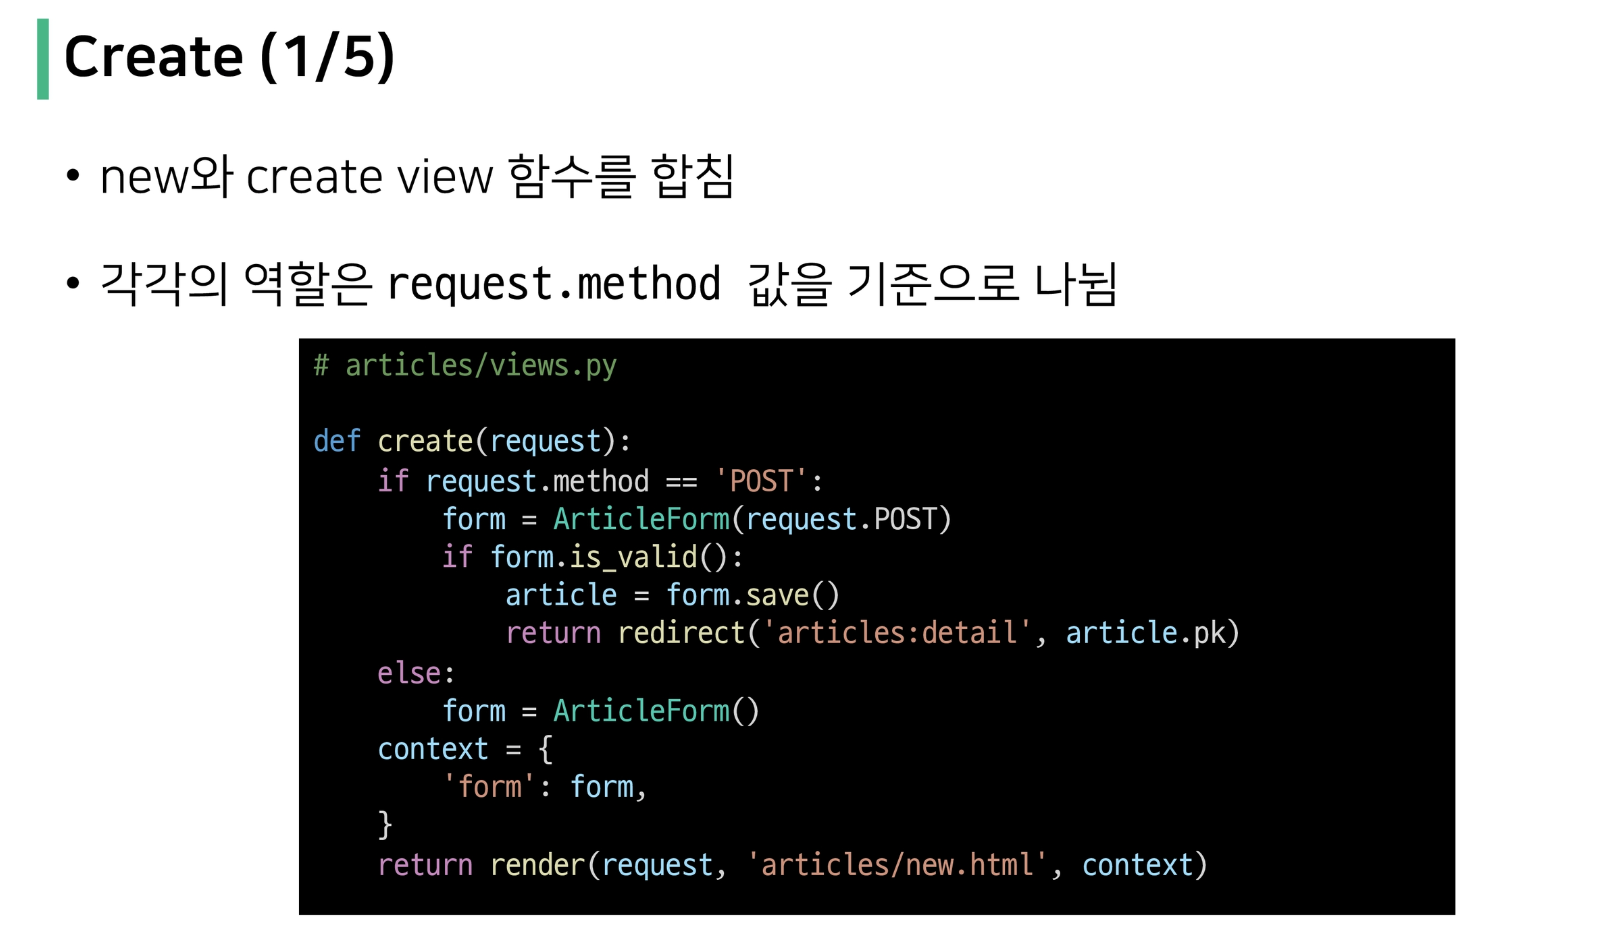 Create (1/5)
• new와 create view 함수를 합침
• 각각의 역할은 request.method 값을 기준으로 나뉨
# articles/views.py
def create(request):
    if request.method == 'POST':
        form = ArticleForm(request.POST)
        if form.is_valid():
            article = form.save()
            return redirect('articles:detail', article.pk)
    else:
        form = ArticleForm()
    context = {
        'form': form,
    }
    return render(request, 'articles/new.html', context)